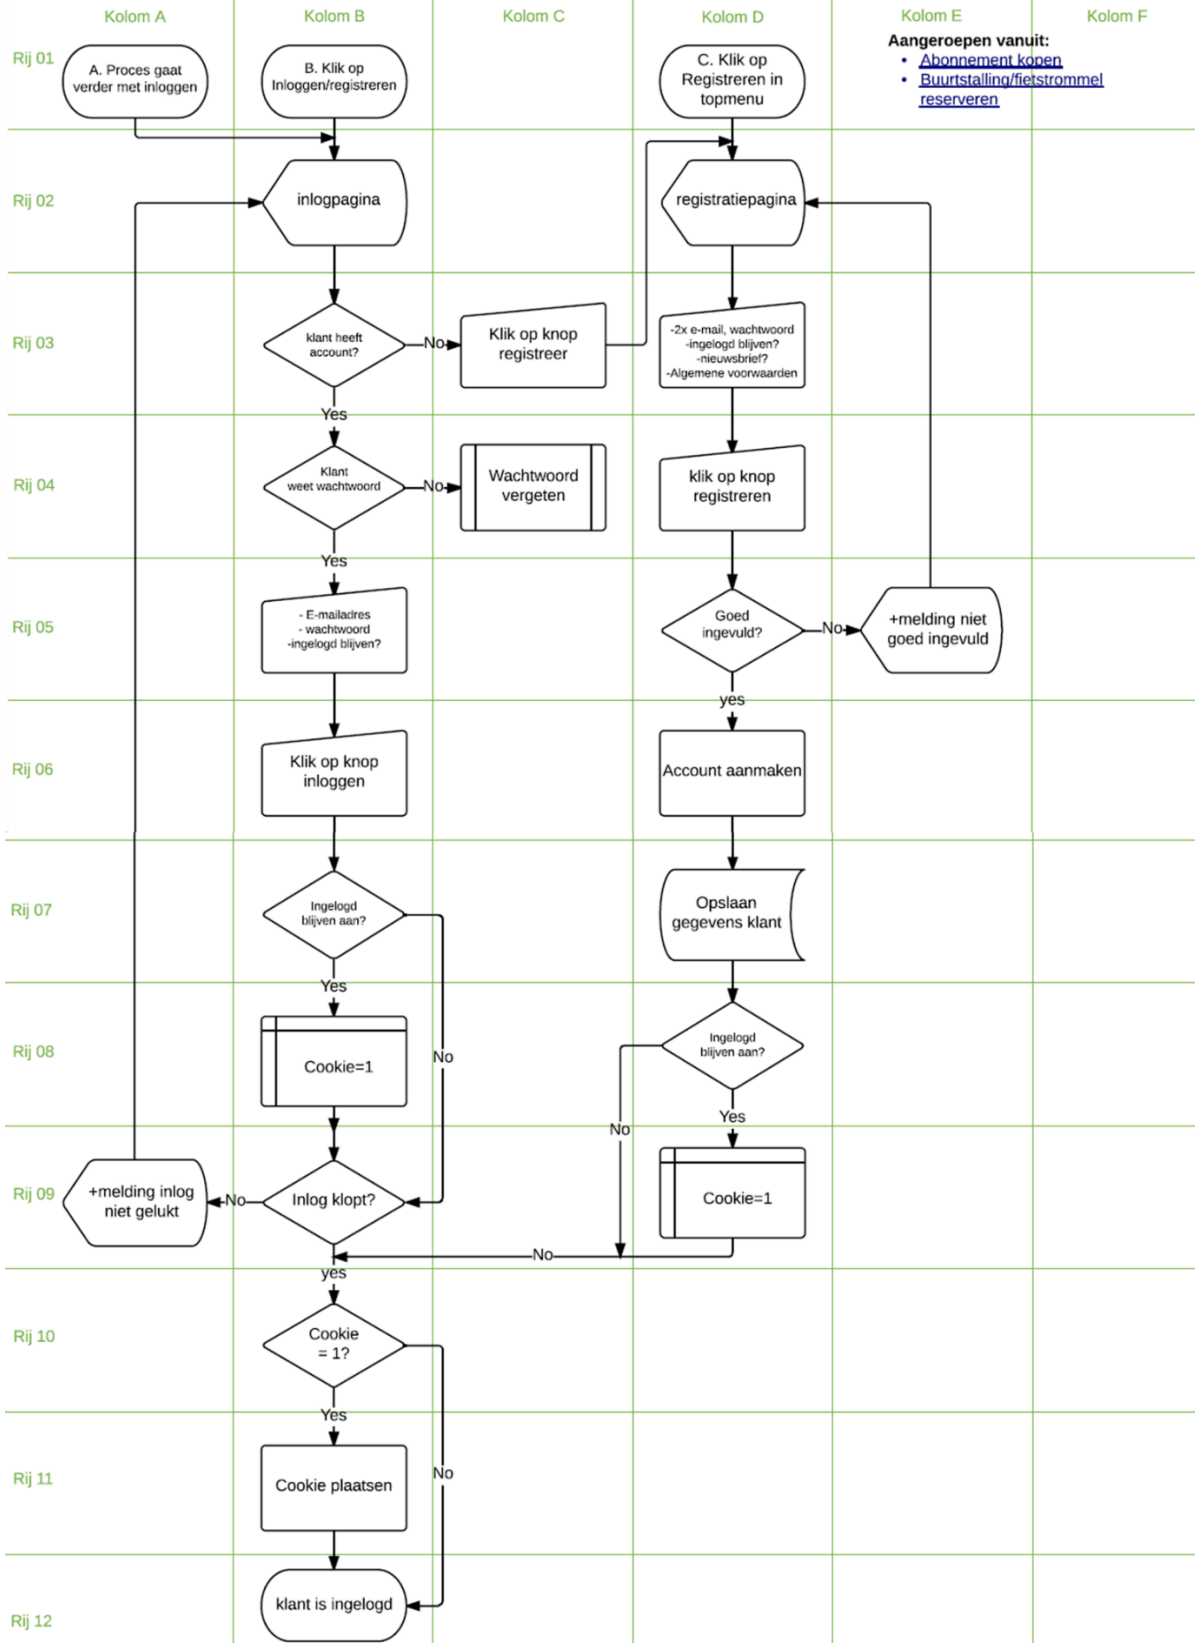 Kolom A
Kolom B
Kolom C
Kolom D
Kolom E
Kolom F
Rij 01
A. Proces gaat
verder met inloggen
B. Klik op
Inloggen/registreren
C. Klik op
Registreren in
topmenu
Aangeroepen vanuit:
• Abonnement kopen
• Buurtstalling/fietstrommel
reserveren
Rij 02
inlogpagina
registratiepagina
Rij 03
klant heeft
account?
No
Klik op knop
registreer
-2x e-mail, wachtwoord
-ingelogd blijven?
-nieuwsbrief?
-Algemene voorwaarden
Yes
Rij 04
Klant
weet wachtwoord
No
Wachtwoord
vergeten
klik op knop
registreren
Yes
Rij 05
- E-mailadres
- wachtwoord
-ingelogd blijven?
Goed
ingevuld?
No
+melding niet
goed ingevuld
yes
Rij 06
Klik op knop
inloggen
Account aanmaken
Rij 07
Ingelogd
blijven aan?
Opslaan
gegevens klant
Yes
Rij 08
Cookie=1
No
Ingelogd
blijven aan?
No
Yes
Rij 09
+melding inlog
niet gelukt
No
Inlog klopt?
Cookie=1
No
yes
Rij 10
Cookie
= 1?
Yes
Rij 11
Cookie plaatsen
No
Rij 12
klant is ingelogd